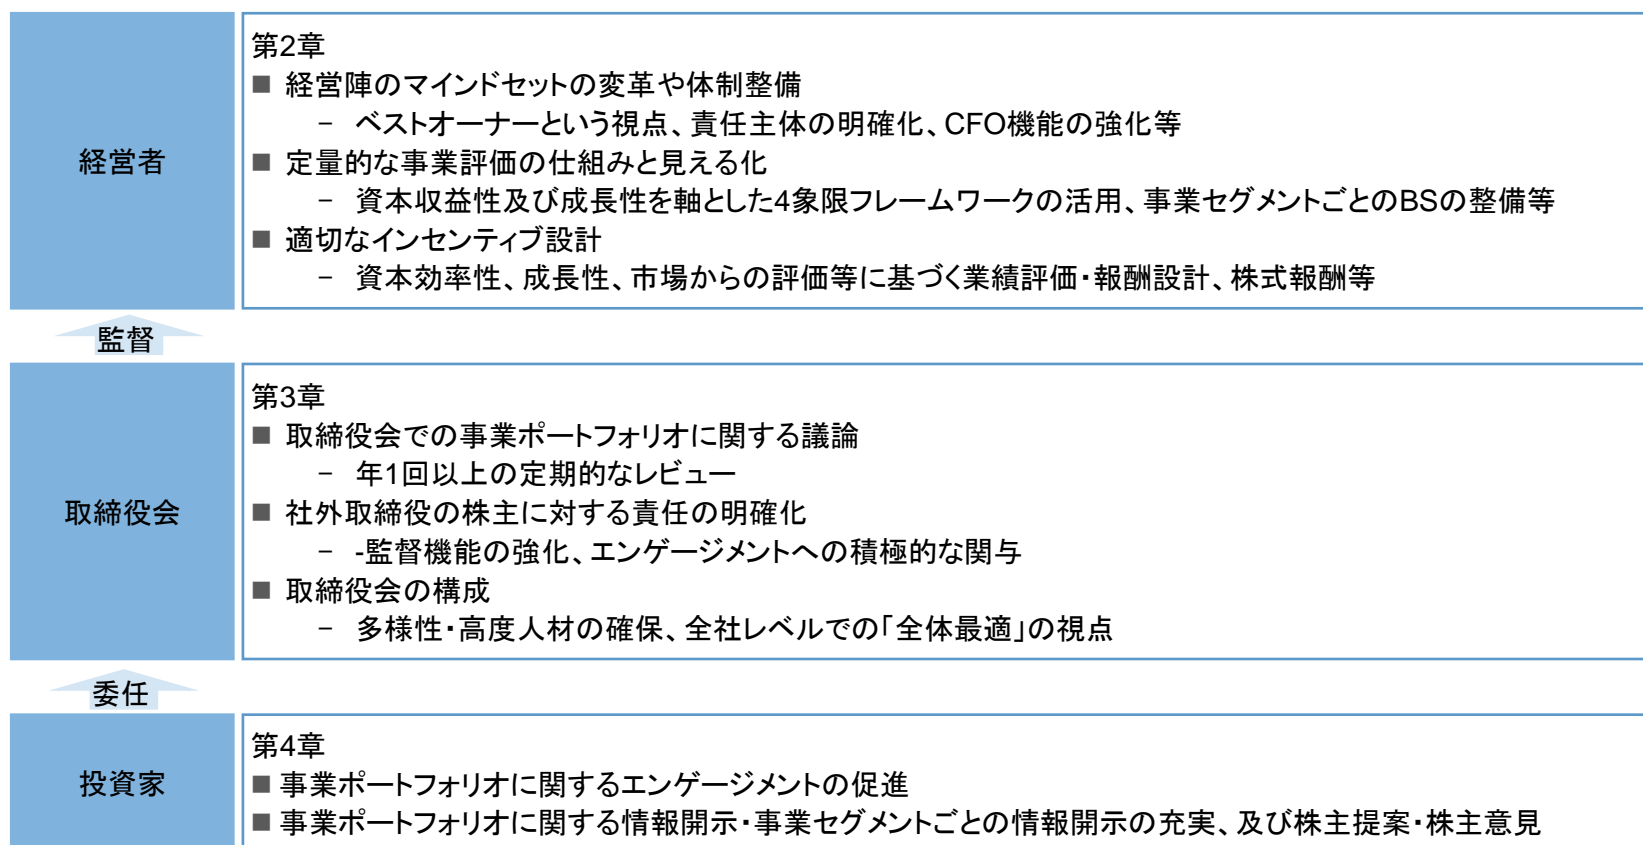 経営者
第2章
■ 経営陣のマインドセットの変革や体制整備
－ ベストオーナーという視点、責任主体の明確化、CFO機能の強化等
■ 定量的な事業評価の仕組みと見える化
－ 資本収益性及び成長性を軸とした4象限フレームワークの活用、事業セグメントごとのBSの整備等
■ 適切なインセンティブ設計
－ 資本効率性、成長性、市場からの評価等に基づく業績評価・報酬設計、株式報酬等
監督
取締役会
第3章
■ 取締役会での事業ポートフォリオに関する議論
－ 年1回以上の定期的なレビュー
■ 社外取締役の株主に対する責任の明確化
－ -監督機能の強化、エンゲージメントへの積極的な関与
■ 取締役会の構成
－ 多様性・高度人材の確保、全社レベルでの「全体最適」の視点
委任
投資家
第4章
■ 事業ポートフォリオに関するエンゲージメントの促進
■ 事業ポートフォリオに関する情報開示・事業セグメントごとの情報開示の充実、及び株主提案・株主意見